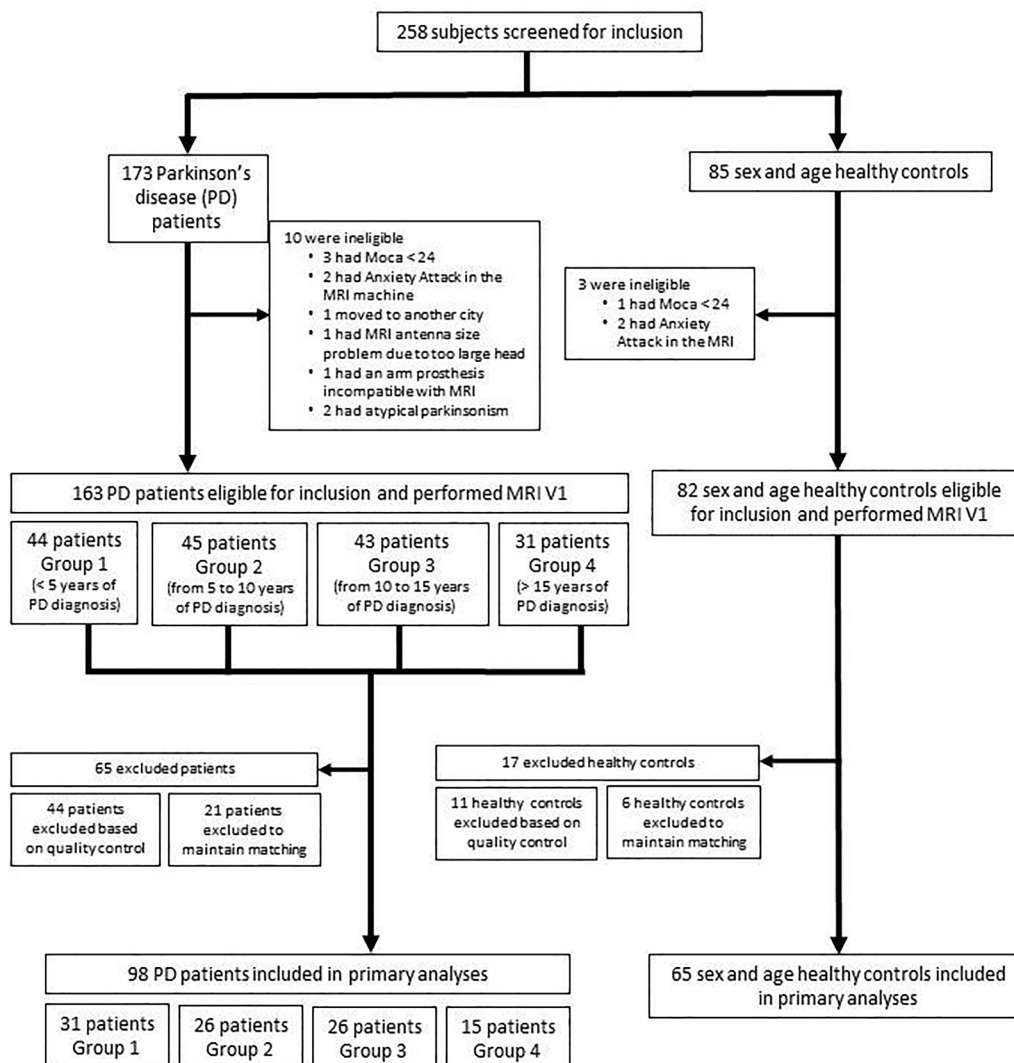 258 subjects screened for inclusion
173 Parkinson's
disease (PD)
patients
85 sex and age healthy controls
10 were ineligible
• 3 had Moca < 24
• 2 had Anxiety Attack in the
MRI machine
• 1 moved to another city
• 1 had MRI antenna size
problem due to too large head
• 1 had an arm prosthesis
incompatible with MRI
• 2 had atypical parkinsonism
3 were ineligible
• 1 had Moca < 24
• 2 had Anxiety
Attack in the MRI
163 PD patients eligible for inclusion and performed MRI V1
82 sex and age healthy controls eligible
for inclusion and performed MRI V1
44 patients
Group 1
(< 5 years of
PD diagnosis)
45 patients
Group 2
(from 5 to 10 years
of PD diagnosis)
43 patients
Group 3
(from 10 to 15 years
of PD diagnosis)
31 patients
Group 4
(> 15 years of
PD diagnosis)
65 excluded patients
44 patients
excluded based
on quality control
21 patients
excluded to
maintain matching
17 excluded healthy controls
11 healthy controls
excluded based on
quality control
6 healthy controls
excluded to
maintain matching
98 PD patients included in primary analyses
65 sex and age healthy controls included
in primary analyses
31 patients
Group 1
26 patients
Group 2
26 patients
Group 3
15 patients
Group 4